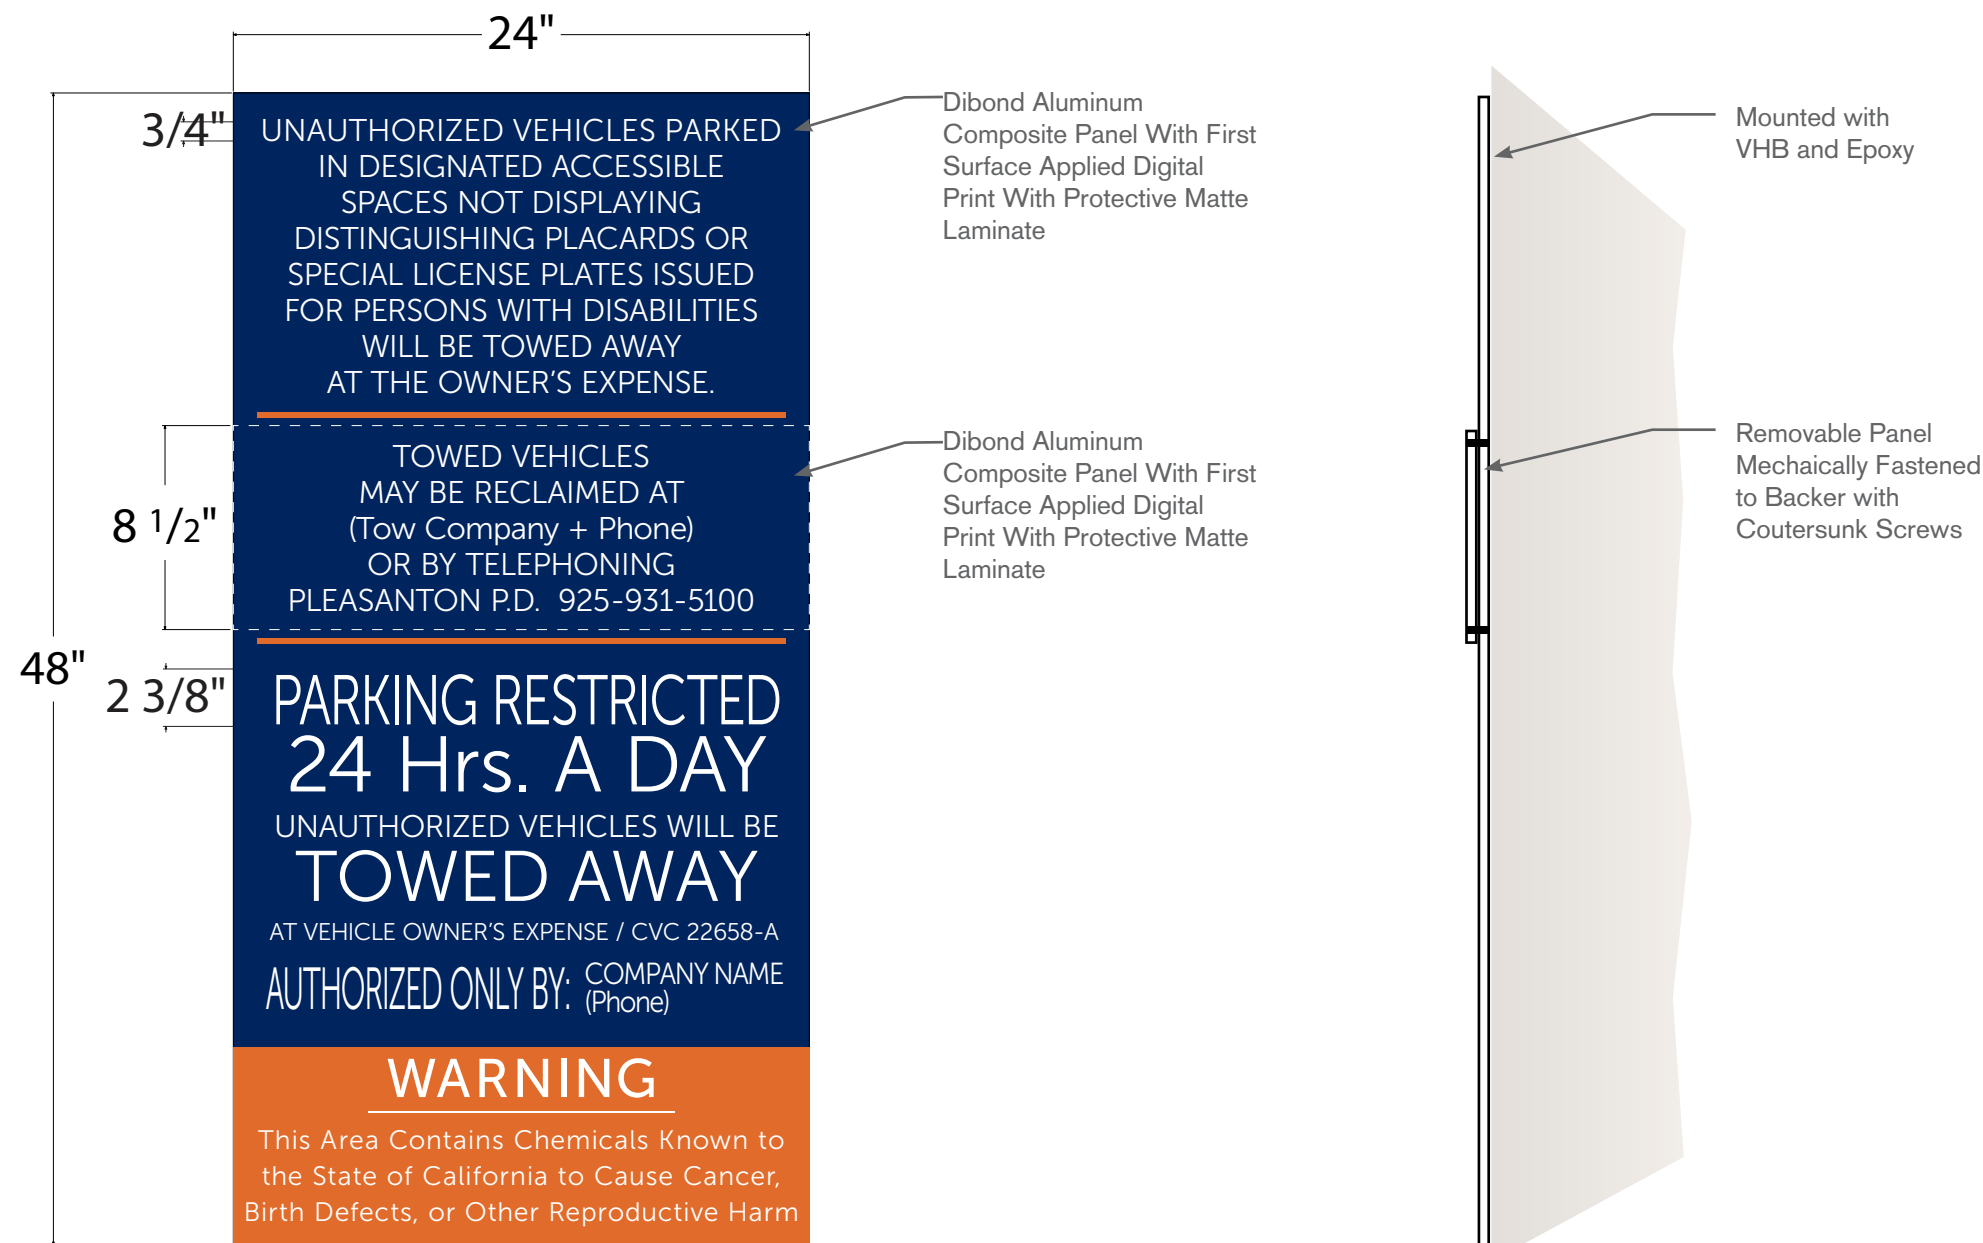 24"
3/4"
UNAUTHORIZED VEHICLES PARKED
IN DESIGNATED ACCESSIBLE
SPACES NOT DISPLAYING
DISTINGUISHING PLACARDS OR
SPECIAL LICENSE PLATES ISSUED
FOR PERSONS WITH DISABILITIES
WILL BE TOWED AWAY
AT THE OWNER'S EXPENSE.
8 1/2"
TOWED VEHICLES
MAY BE RECLAIMED AT
(Tow Company + Phone)
OR BY TELEPHONING
PLEASANTON P.D. 925-931-5100
48"
2 3/8"
PARKING RESTRICTED
24 Hrs. A DAY
UNAUTHORIZED VEHICLES WILL BE
TOWED AWAY
AT VEHICLE OWNER'S EXPENSE / CVC 22658-A
AUTHORIZED ONLY BY:
COMPANY NAME
(Phone)
WARNING
This Area Contains Chemicals Known to
the State of California to Cause Cancer,
Birth Defects, or Other Reproductive Harm
Dibond Aluminum
Composite Panel With First
Surface Applied Digital
Print With Protective Matte
Laminate
Dibond Aluminum
Composite Panel With First
Surface Applied Digital
Print With Protective Matte
Laminate
Mounted with
VHB and Epoxy
Removable Panel
Mechaically Fastened
to Backer with
Coutersunk Screws